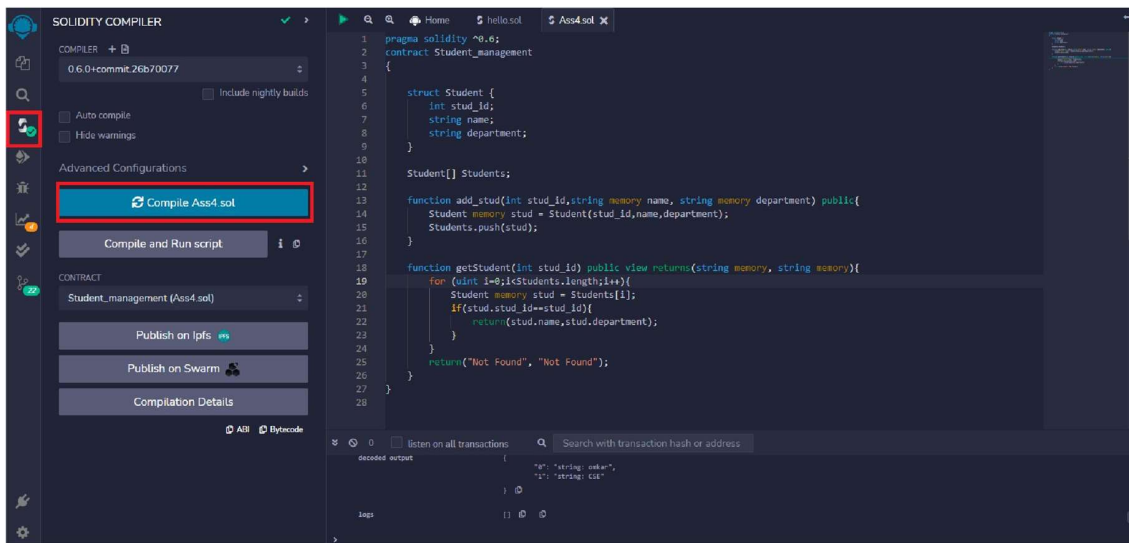 SOLIDITY COMPILER
COMPILER
0.6.0+commit.26b70077
Include nightly builds
Auto compile
Hide warnings
Advanced Configurations
Compile Ass4.sol
Compile and Run script
CONTRACT
Student_management (Ass4.sol)
Publish on Ipfs
Publish on Swarm
Compilation Details
ABI Bytecode
22
Home hello.sol Ass4.sol
1 pragma solidity ^0.6;
2 contract Student_management
3 {
4
5 struct Student {
6 int stud_id;
7 string name;
8 string department;
9 }
10
11 Student[] Students;
12
13 function add_stud(int stud_id,string memory name, string memory department) public{
14 Student memory stud = Student(stud_id,name,department);
15 Students.push(stud);
16 }
17
18 function getStudent(int stud_id) public view returns(string memory, string memory){
19 for (uint i=0;i<Students.length;i++){
20 Student memory stud = Students[i];
21 if(stud.stud_id==stud_id){
22 return(stud.name,stud.department);
23 }
24 }
25 return("Not Found", "Not Found");
26 }
27 }
28
0 listen on all transactions Search with transaction hash or address
decoded output {
"0": "string: omkar",
"1": "string: CSE"
}
logs []
>